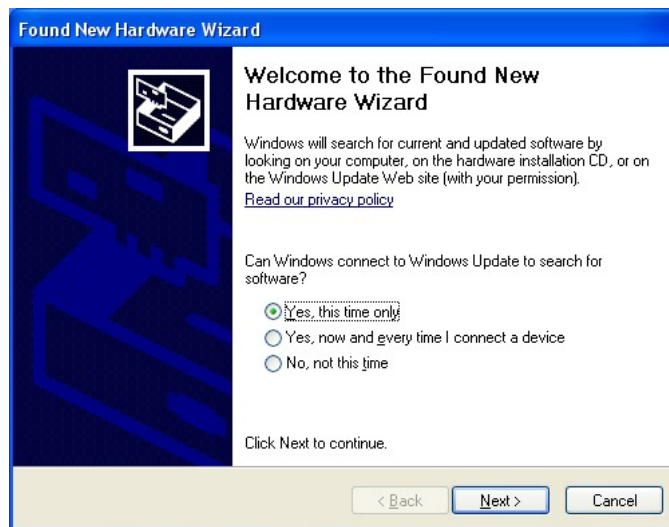 Found New Hardware Wizard
Welcome to the Found New
Hardware Wizard
Windows will search for current and updated software by
looking on your computer, on the hardware installation CD, or on
the Windows Update Web site (with your permission).
Read our privacy policy
Can Windows connect to Windows Update to search for
software?
Yes, this time only
Yes, now and every time I connect a device
No, not this time
Click Next to continue.
< Back
Next >
Cancel